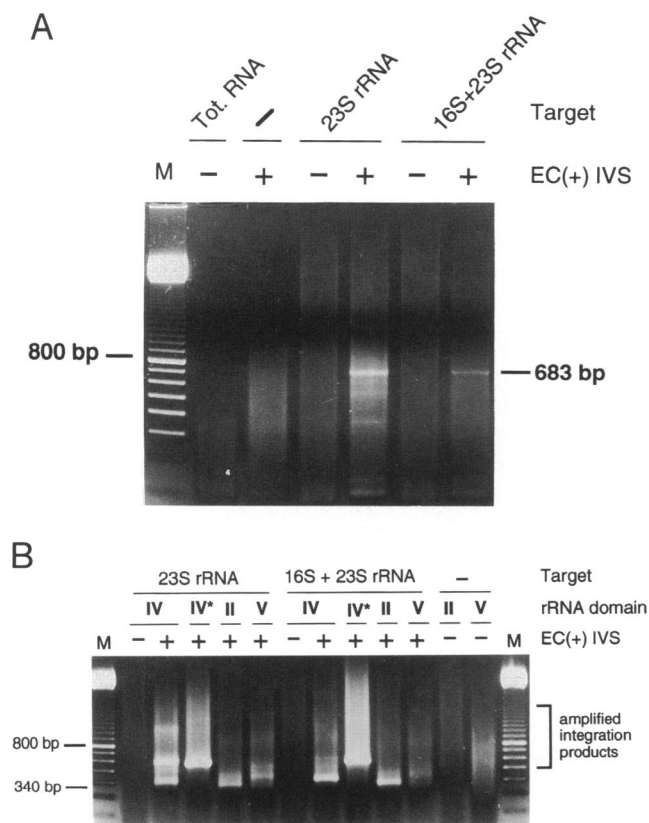 A
Tot. RNA / 23S rRNA 16S+23S rRNA Target
M − + − + − + EC(+) IVS
800 bp 683 bp
B
23S rRNA 16S + 23S rRNA − Target
IV IV* II V IV IV* II V II V rRNA domain
M − + + + + − + + + + − − EC(+) IVS M
800 bp
amplified
integration
products
340 bp